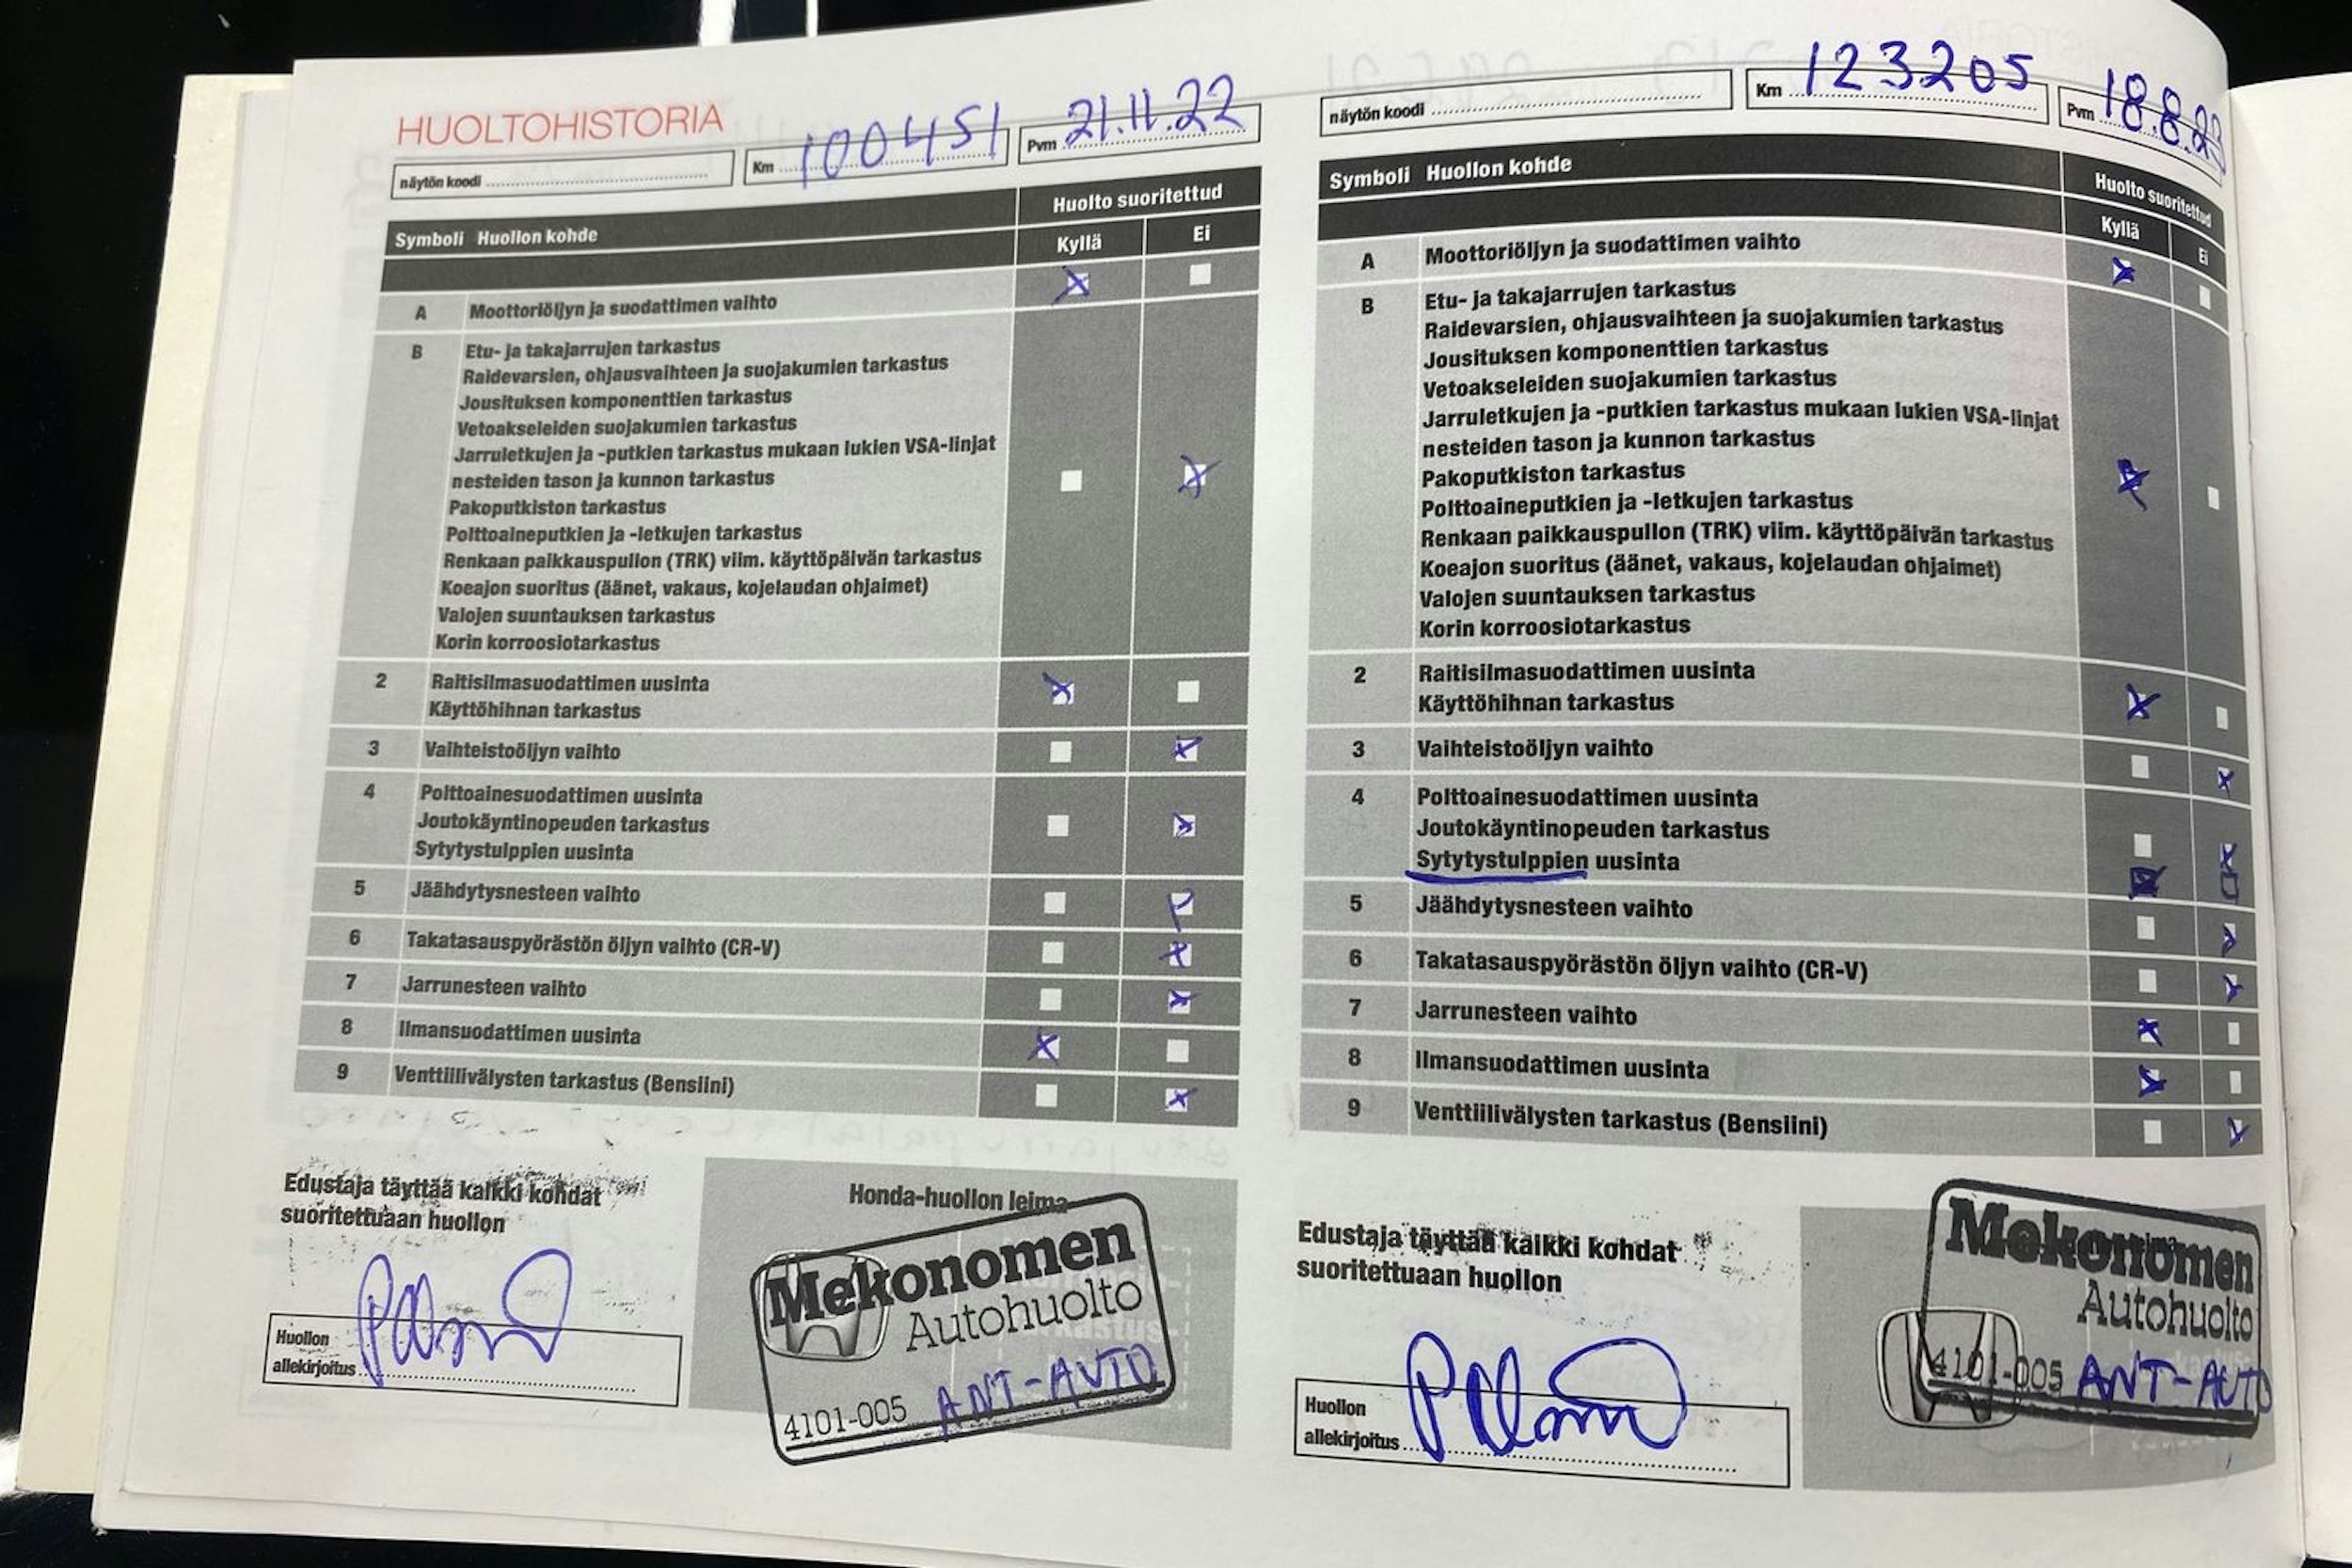 HUOLTOHISTORIA
näytön koodi
Km 100451
Pvm 21.11.22
Symboli Huollon kohde
Huolto suoritettud
Kyllä Ei
A Moottoriöljyn ja suodattimen vaihto
B Etu- ja takajarrujen tarkastus
Raidevarsien, ohjausvaihteen ja suojakumien tarkastus
Jousituksen komponenttien tarkastus
Vetoakseleiden suojakumien tarkastus
Jarruletkujen ja -putkien tarkastus mukaan lukien VSA-linjat
nesteiden tason ja kunnon tarkastus
Pakoputkiston tarkastus
Polttoaineputkien ja -letkujen tarkastus
Renkaan paikkauspullon (TRK) viim. käyttöpäivän tarkastus
Koeajon suoritus (äänet, vakaus, kojelaudan ohjaimet)
Valojen suuntauksen tarkastus
Korin korroosiotarkastus
2 Raitisilmasuodattimen uusinta
Käyttöhihnan tarkastus
3 Vaihteistoöljyn vaihto
4 Polttoainesuodattimen uusinta
Joutokäyntinopeuden tarkastus
Sytytystulppien uusinta
5 Jäähdytysnesteen vaihto
6 Takatasauspyörästön öljyn vaihto (CR-V)
7 Jarrunesteen vaihto
8 Ilmansuodattimen uusinta
9 Venttiilivälysten tarkastus (Bensiini)
Edustaja täyttää kaikki kohdat
suoritettuaan huollon
Huollon
allekirjoitus
Honda-huollon leima
Mekonomen
Autohuolto
4101-005 ANT-AUTO
näytön koodi
Km 123205
Pvm 18.8.23
Symboli Huollon kohde
Huolto suoritettud
Kyllä Ei
A Moottoriöljyn ja suodattimen vaihto
B Etu- ja takajarrujen tarkastus
Raidevarsien, ohjausvaihteen ja suojakumien tarkastus
Jousituksen komponenttien tarkastus
Vetoakseleiden suojakumien tarkastus
Jarruletkujen ja -putkien tarkastus mukaan lukien VSA-linjat
nesteiden tason ja kunnon tarkastus
Pakoputkiston tarkastus
Polttoaineputkien ja -letkujen tarkastus
Renkaan paikkauspullon (TRK) viim. käyttöpäivän tarkastus
Koeajon suoritus (äänet, vakaus, kojelaudan ohjaimet)
Valojen suuntauksen tarkastus
Korin korroosiotarkastus
2 Raitisilmasuodattimen uusinta
Käyttöhihnan tarkastus
3 Vaihteistoöljyn vaihto
4 Polttoainesuodattimen uusinta
Joutokäyntinopeuden tarkastus
Sytytystulppien uusinta
5 Jäähdytysnesteen vaihto
6 Takatasauspyörästön öljyn vaihto (CR-V)
7 Jarrunesteen vaihto
8 Ilmansuodattimen uusinta
9 Venttiilivälysten tarkastus (Bensiini)
Edustaja täyttää kaikki kohdat
suoritettuaan huollon
Huollon
allekirjoitus
Mekonomen
Autohuolto
4101-005 ANT-AUTO